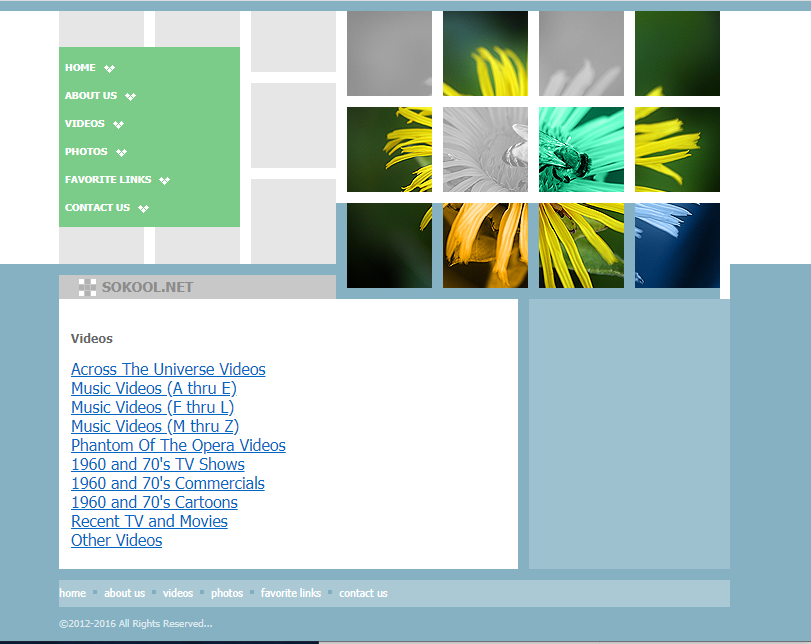 HOME
ABOUT US
VIDEOS
PHOTOS
FAVORITE LINKS
CONTACT US
SOKOOL.NET
Videos
Across The Universe Videos
Music Videos (A thru E)
Music Videos (F thru L)
Music Videos (M thru Z)
Phantom Of The Opera Videos
1960 and 70's TV Shows
1960 and 70's Commercials
1960 and 70's Cartoons
Recent TV and Movies
Other Videos
home ▪ about us ▪ videos ▪ photos ▪ favorite links ▪ contact us
©2012-2016 All Rights Reserved...